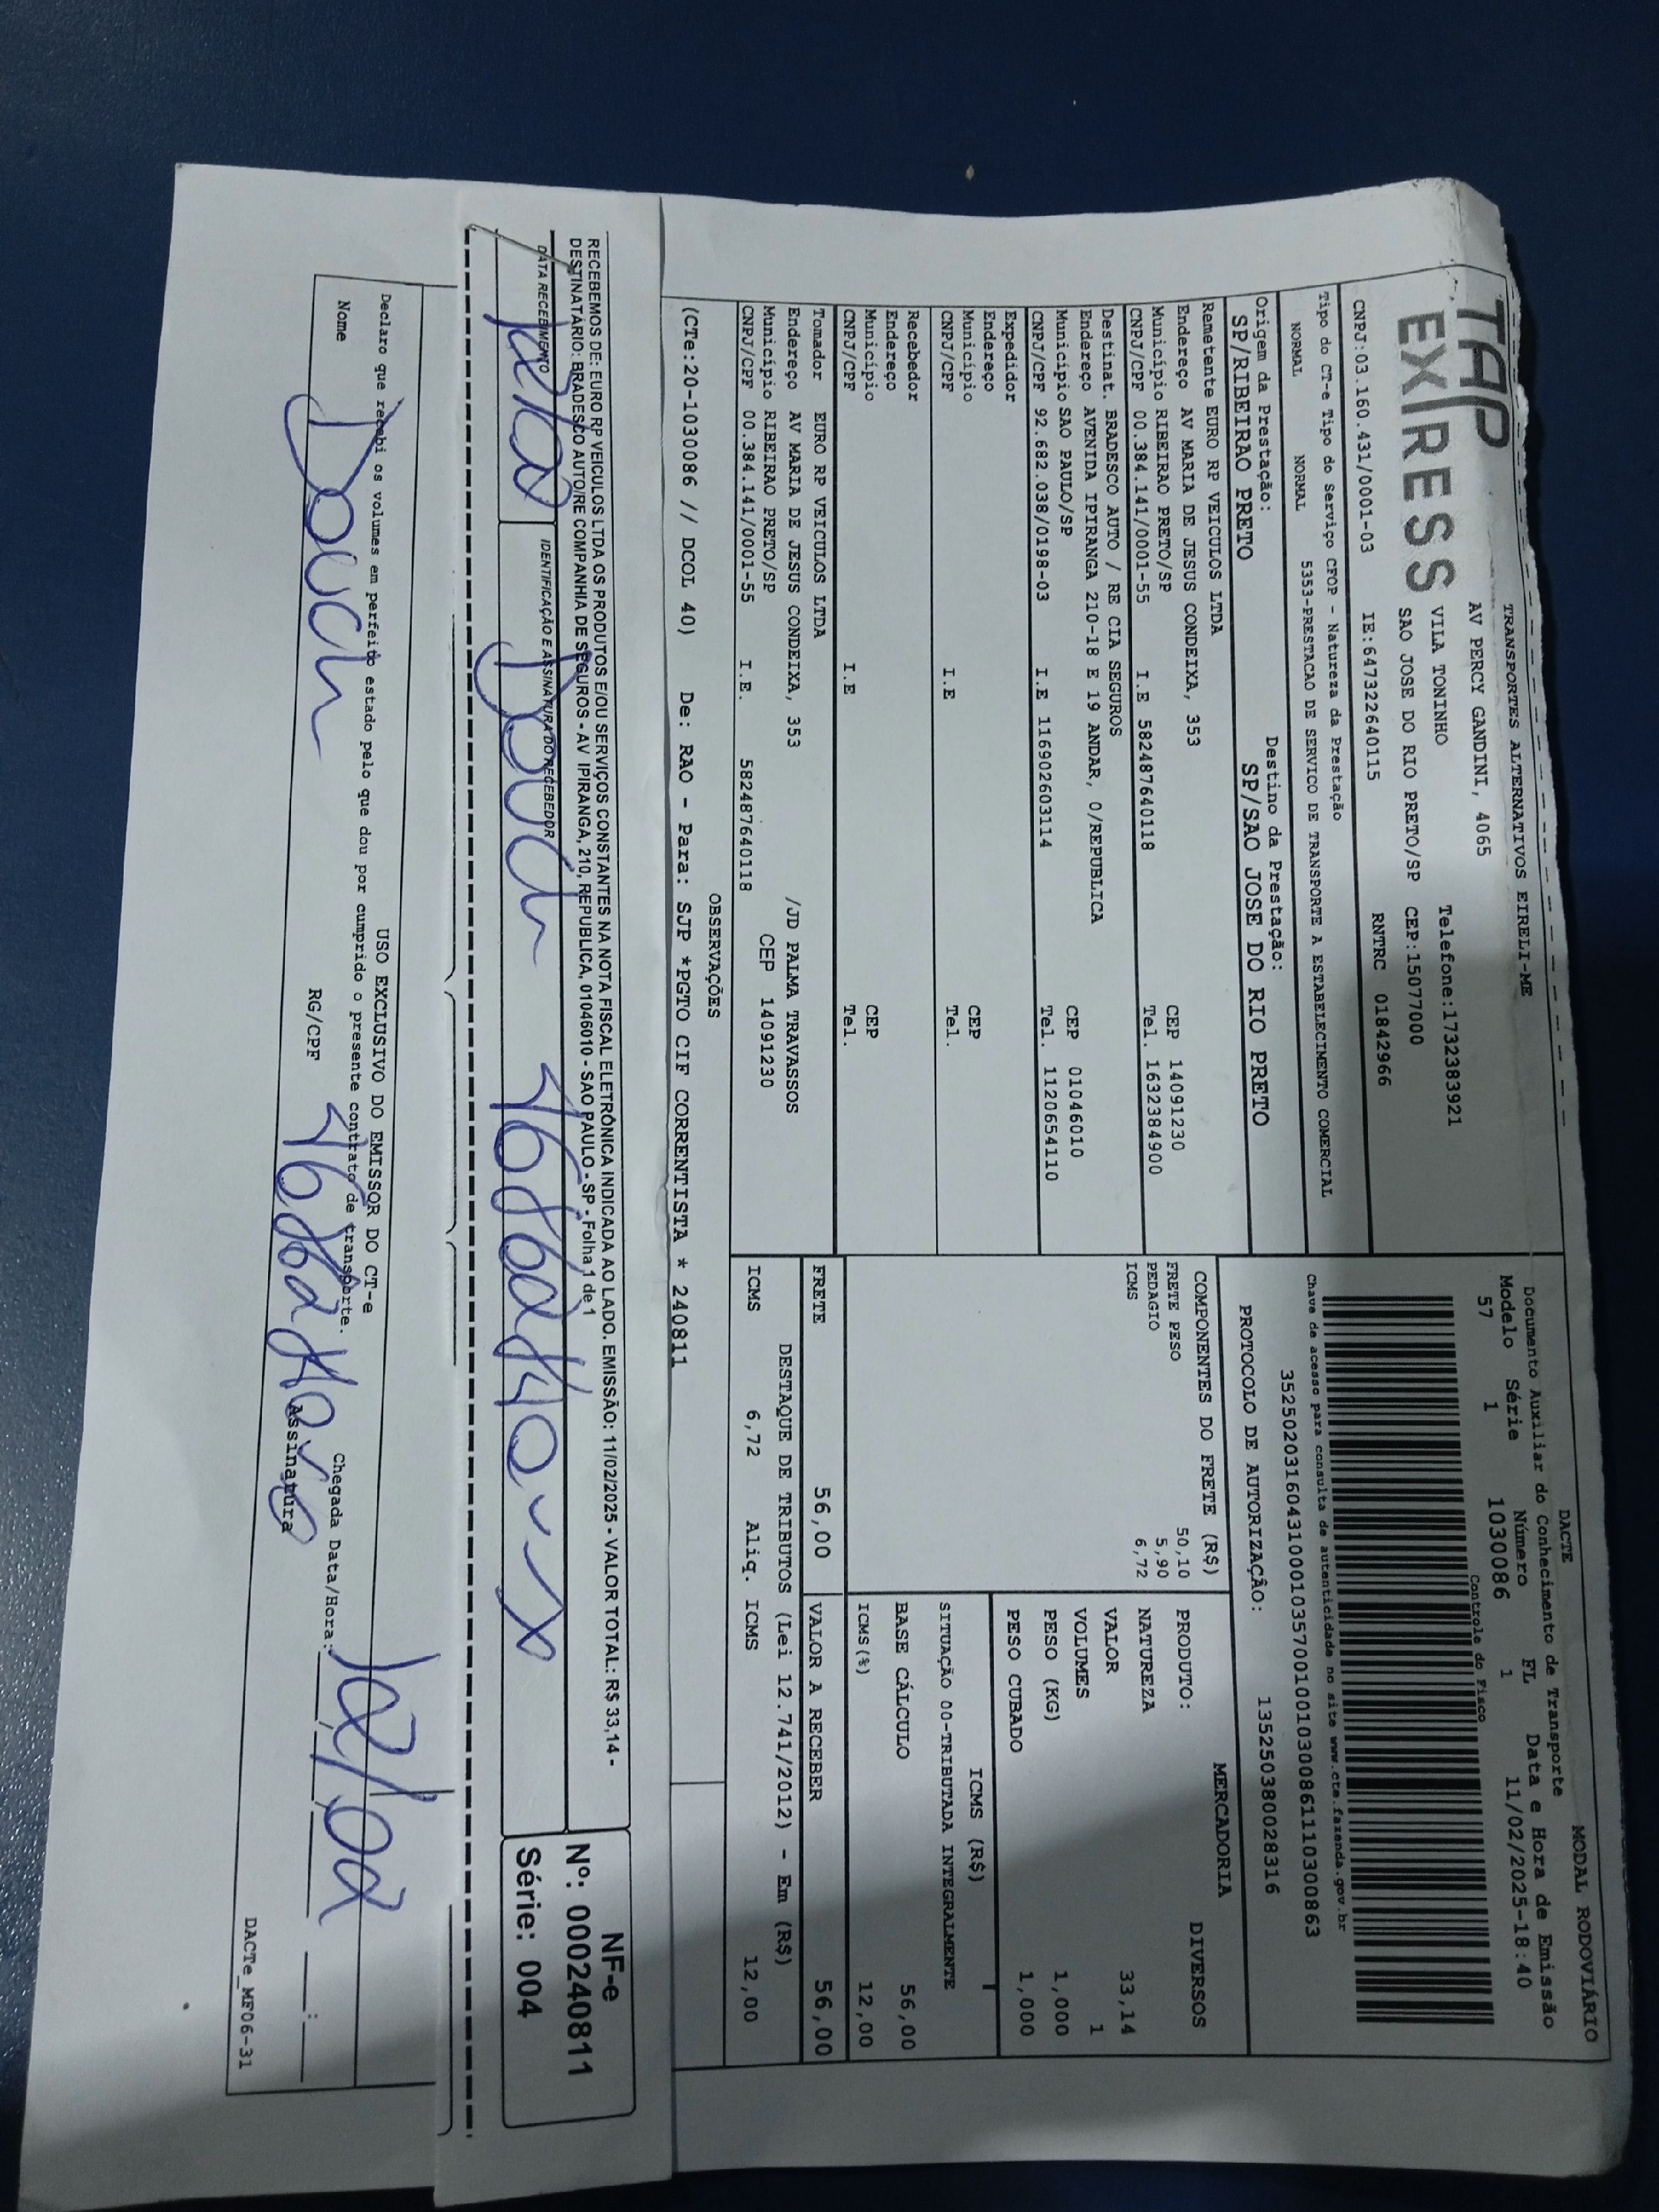 MODAL RODOVIÁRIO
TAP EXPRESS
TRANSPORTES ALTERNATIVOS EIRELI-ME
AV PERCY GANDINI, 4065
VILA TONINHO Telefone:1732383921
SAO JOSE DO RIO PRETO/SP CEP:15077000
CNPJ:03.160.431/0001-03 IE:647322640115 RNTRC 01842966
DACTE
Documento Auxiliar do Conhecimento de Transporte
Modelo Série Número FL Data e Hora de Emissão
57 1 1030086 1 11/02/2025-18:40
Controle do Fisco
Chave de acesso para consulta de autenticidade no site www.cte.fazenda.gov.br
35250203160431000103570010010300861110300863
PROTOCOLO DE AUTORIZAÇÃO: 135250380028316
Tipo do CT-e Tipo do Serviço CFOP - Natureza da Prestação
NORMAL NORMAL 5353-PRESTACAO DE SERVICO DE TRANSPORTE A ESTABELECIMENTO COMERCIAL
Origem da Prestação: Destino da Prestação:
SP/RIBEIRAO PRETO SP/SAO JOSE DO RIO PRETO
Remetente EURO RP VEICULOS LTDA
Endereço AV MARIA DE JESUS CONDEIXA, 353
Município RIBEIRAO PRETO/SP CEP 14091230
CNPJ/CPF 00.384.141/0001-55 I.E 582487640118 Tel. 1632384900
Destinat. BRADESCO AUTO / RE CIA SEGUROS
Endereço AVENIDA IPIRANGA 210-18 E 19 ANDAR, 0/REPUBLICA
Município SAO PAULO/SP CEP 01046010
CNPJ/CPF 92.682.038/0198-03 I.E 116902603114 Tel. 1120654110
Expedidor
Endereço
Município CEP
CNPJ/CPF I.E Tel.
Recebedor
Endereço
Município CEP
CNPJ/CPF I.E Tel.
Tomador EURO RP VEICULOS LTDA
Endereço AV MARIA DE JESUS CONDEIXA, 353 /JD PALMA TRAVASSOS
Município RIBEIRAO PRETO/SP CEP 14091230
CNPJ/CPF 00.384.141/0001-55 I.E. 582487640118
COMPONENTES DO FRETE (R$)
FRETE PESO 50,10
PEDAGIO 5,90
ICMS 6,72
MERCADORIA
PRODUTO: DIVERSOS
NATUREZA
VALOR 33,14
VOLUMES 1
PESO (KG) 1,000
PESO CUBADO 1,000
ICMS (R$)
SITUAÇÃO 00-TRIBUTADA INTEGRALMENTE
BASE CÁLCULO 56,00
ICMS(%) 12,00
FRETE 56,00 VALOR A RECEBER 56,00
DESTAQUE DE TRIBUTOS (Lei 12.741/2012) - Em (R$)
ICMS 6,72 Aliq. ICMS 12,00
OBSERVAÇÕES
(CTe:20-1030086 // DCOL 40) De: RAO - Para: SJP *PGTO CIF CORRENTISTA * 240811
RECEBEMOS DE: EURO RP VEICULOS LTDA OS PRODUTOS E/OU SERVIÇOS CONSTANTES NA NOTA FISCAL ELETRÔNICA INDICADA AO LADO. EMISSÃO: 11/02/2025 - VALOR TOTAL: R$ 33,14 -
DESTINATÁRIO: BRADESCO AUTO/RE COMPANHIA DE SEGUROS - AV IPIRANGA, 210, REPUBLICA, 01046010 - SAO PAULO - SP - Folha 1 de 1
DATA RECEBIMENTO IDENTIFICAÇÃO E ASSINATURA DO RECEBEDOR
NF-e
Nº: 000240811
Série: 004
USO EXCLUSIVO DO EMISSOR DO CT-e
Declaro que recebi os volumes em perfeito estado pelo que dou por cumprido o presente contrato de transporte.
Nome RG/CPF Chegada Data/Hora:
Assinatura
DACTe_MF06-31